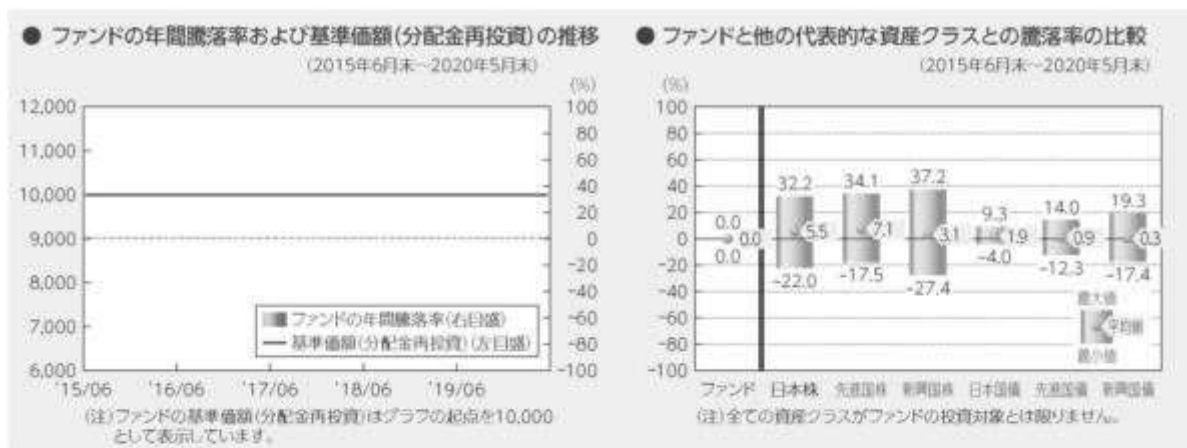 ● ファンドの年間騰落率および基準価額(分配金再投資)の推移
(2015年6月末~2020年5月末)
(%)
12,000
11,000
10,000
9,000
8,000
7,000
6,000
100
80
60
40
20
0
-20
-40
-60
-80
-100
ファンドの年間騰落率(右目盛)
基準価額(分配金再投資)(左目盛)
'15/06 '16/06 '17/06 '18/06 '19/06
(注)ファンドの基準価額(分配金再投資)はグラフの起点を10,000
として表示しています。
● ファンドと他の代表的な資産クラスとの騰落率の比較
(2015年6月末~2020年5月末)
(%)
100
80
60
40
20
0
-20
-40
-60
-80
-100
0.0 32.2 34.1 37.2 9.3 14.0 19.3
0.0 5.5 7.1 3.1 1.9 0.9 0.3
0.0 -22.0 -17.5 -27.4 -4.0 -12.3 -17.4
最大値
平均値
最小値
ファンド 日本株 先進国株 新興国株 日本国債 先進国債 新興国債
(注)全ての資産クラスがファンドの投資対象とは限りません。